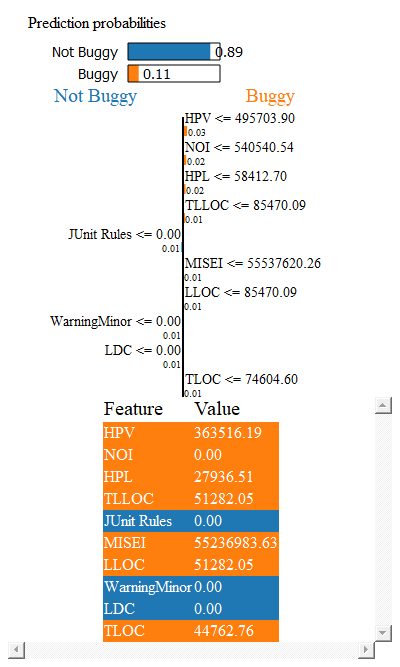 Prediction probabilities
Not Buggy 0.89
Buggy 0.11
Not Buggy Buggy
HPV <= 495703.90
0.03
NOI <= 540540.54
0.02
HPL <= 58412.70
0.02
TLLOC <= 85470.09
0.01
JUnit Rules <= 0.00
0.01
MISEI <= 55537620.26
0.01
LLOC <= 85470.09
0.01
WarningMinor <= 0.00
0.01
LDC <= 0.00
0.01
TLOC <= 74604.60
0.01
Feature Value
HPV 363516.19
NOI 0.00
HPL 27936.51
TLLOC 51282.05
JUnit Rules 0.00
MISEI 55236983.63
LLOC 51282.05
WarningMinor 0.00
LDC 0.00
TLOC 44762.76